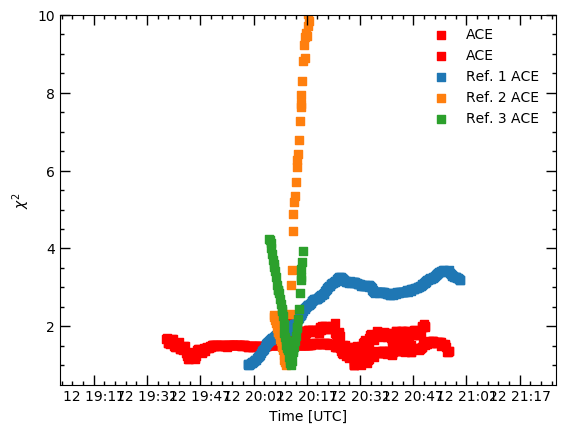 10
8
6
4
2
χ²
ACE
ACE
Ref. 1 ACE
Ref. 2 ACE
Ref. 3 ACE
12 19:17 12 19:32 12 19:47 12 20:02 12 20:17 12 20:32 12 20:47 12 21:02 12 21:17
Time [UTC]